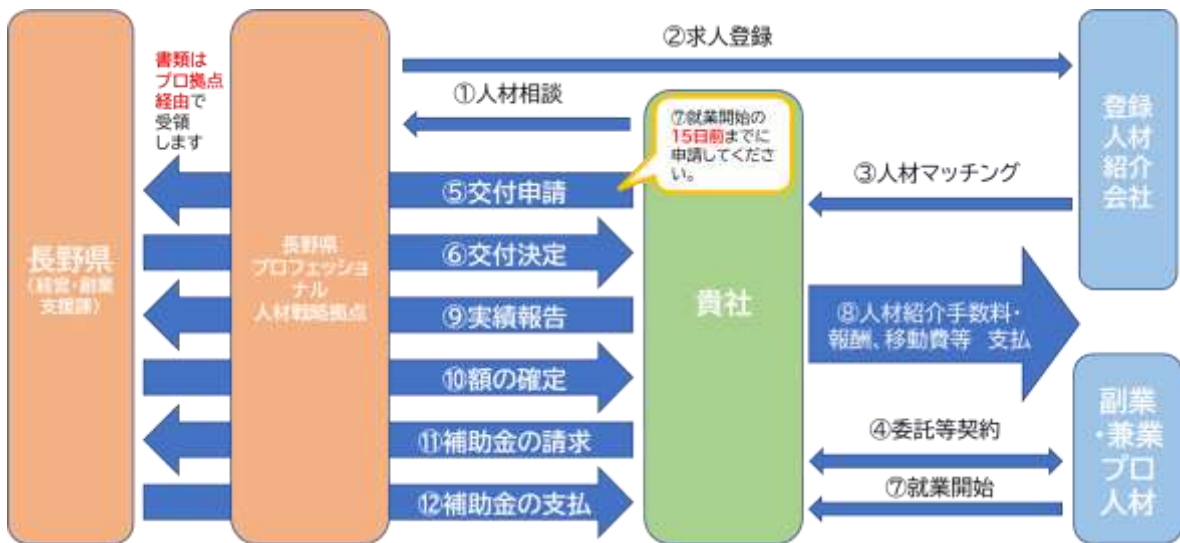 ②求人登録
書類は
プロ拠点
経由で
受領
します
①人材相談
⑦就業開始の
15日前までに
申請してくださ
い。
登録
人材
紹介
会社
③人材マッチング
⑤交付申請
長野県
(経営・創業
支援課)
長野県
プロフェッショ
ナル
人材戦略拠点
⑥交付決定
貴社
⑧人材紹介手数料・
報酬、移動費等 支払
⑨実績報告
⑩額の確定
副業
・兼業
プロ
人材
④委託等契約
⑪補助金の請求
⑦就業開始
⑫補助金の支払